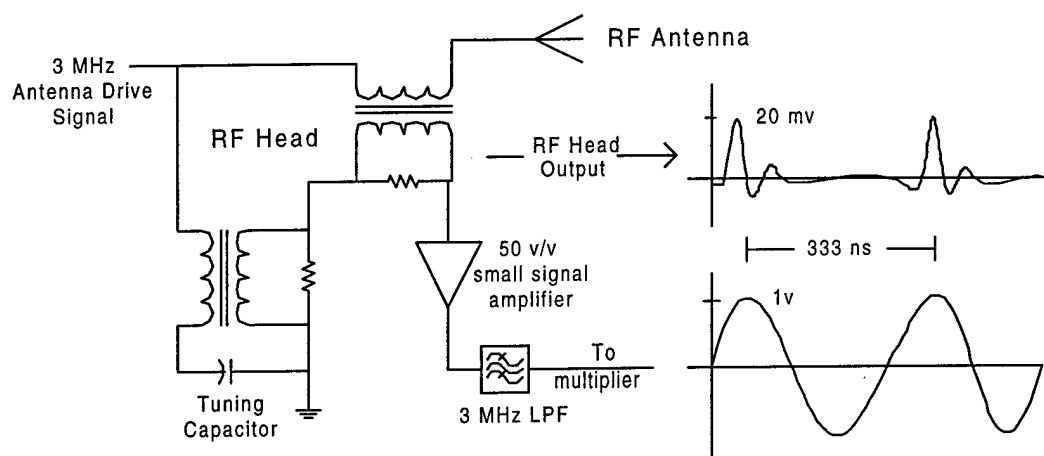 RF Antenna
3 MHz
Antenna Drive
Signal
RF Head
RF Head
Output
20 mv
333 ns
50 v/v
small signal
amplifier
1v
To
multiplier
3 MHz LPF
Tuning
Capacitor